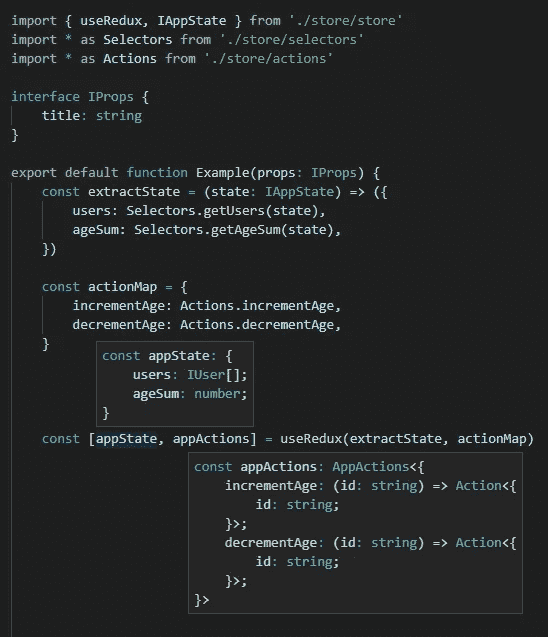 import { useRedux, IAppState } from './store/store'
import * as Selectors from './store/selectors'
import * as Actions from './store/actions'
interface IProps {
title: string
}
export default function Example(props: IProps) {
const extractState = (state: IAppState) => ({
users: Selectors.getUsers(state),
ageSum: Selectors.getAgeSum(state),
})
const actionMap = {
incrementAge: Actions.incrementAge,
decrementAge: Actions.decrementAge,
}
const appState: {
users: IUser[];
ageSum: number;
}
const [appState, appActions] = useRedux(extractState, actionMap)
const appActions: AppActions<{
incrementAge: (id: string) => Action<{
id: string;
}>;
decrementAge: (id: string) => Action<{
id: string;
}>;
}>